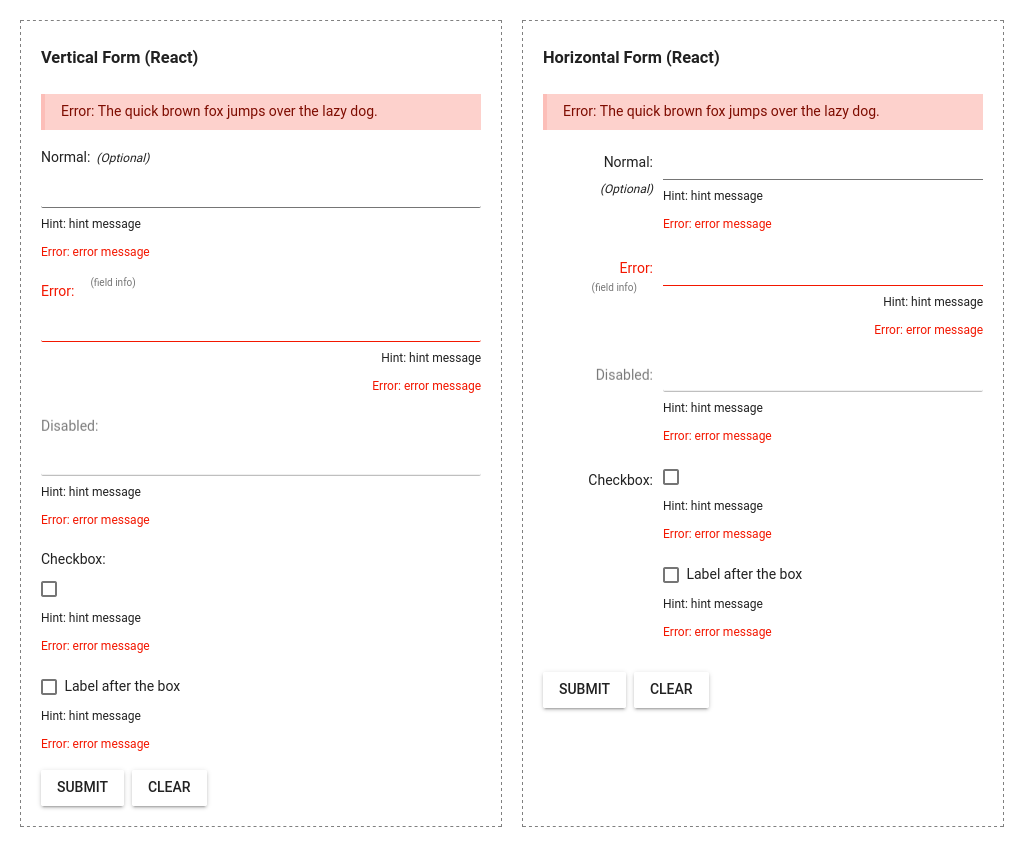 Vertical Form (React)
Error: The quick brown fox jumps over the lazy dog.
Normal: (Optional)
Hint: hint message
Error: error message
Error: (field info)
Hint: hint message
Error: error message
Disabled:
Hint: hint message
Error: error message
Checkbox:
Hint: hint message
Error: error message
Label after the box
Hint: hint message
Error: error message
SUBMIT CLEAR
Horizontal Form (React)
Error: The quick brown fox jumps over the lazy dog.
Normal:
(Optional)
Hint: hint message
Error: error message
Error:
(field info)
Hint: hint message
Error: error message
Disabled:
Hint: hint message
Error: error message
Checkbox:
Hint: hint message
Error: error message
Label after the box
Hint: hint message
Error: error message
SUBMIT CLEAR